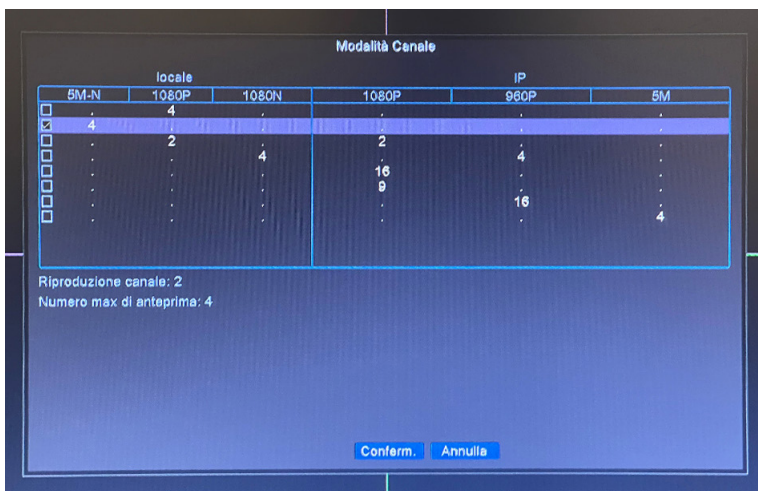 Modalità Canale
locale IP
5M-N 1080P 1080N 1080P 960P 5M
. 4 . . . .
4 . . . . .
. 2 . 2 . .
. . 4 . 4 .
. . . 16 . .
. . . 9 . .
. . . . 16 .
. . . . . 4
Riproduzione canale: 2
Numero max di anteprima: 4
Conferm. Annulla